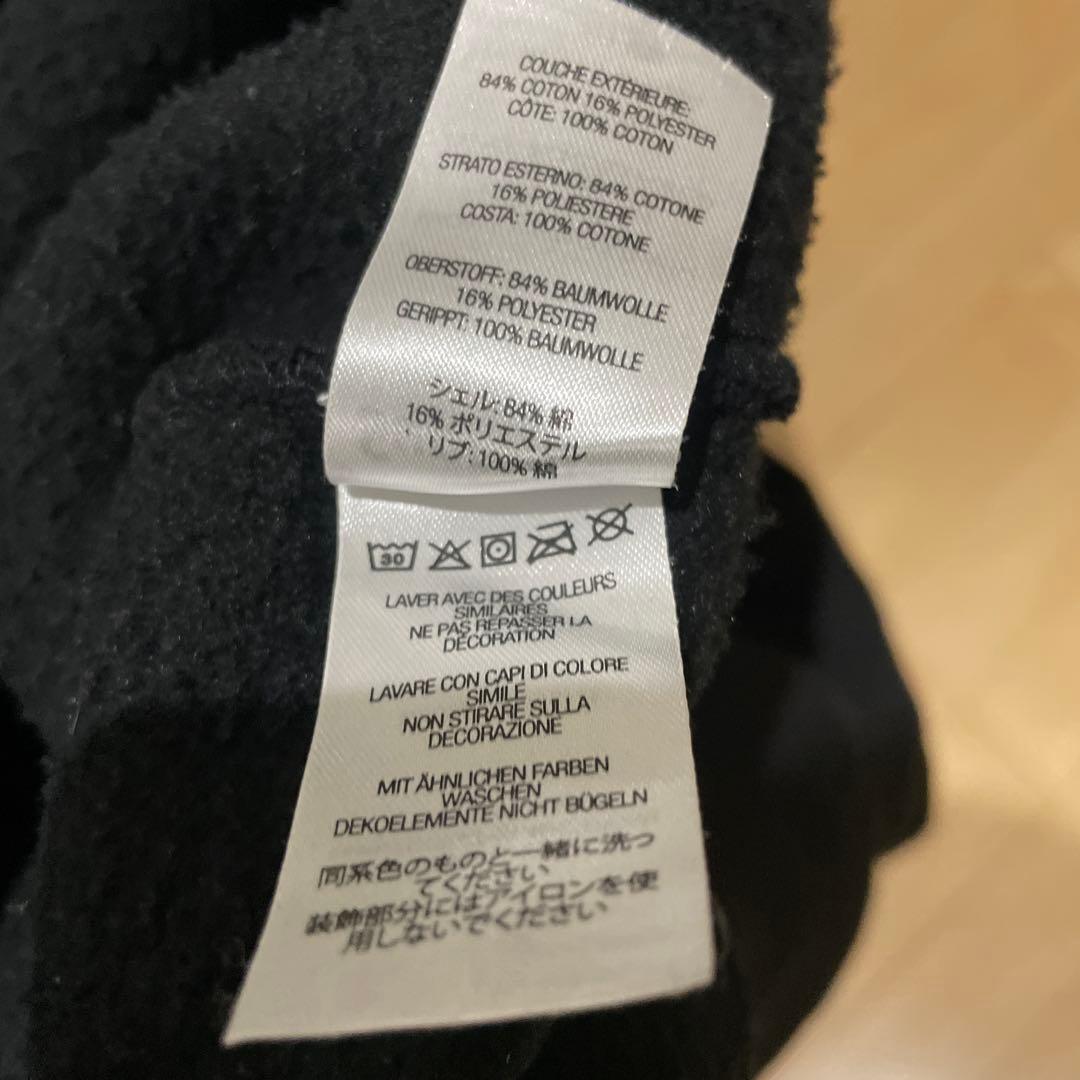 COUCHE EXTÉRIEURE:
84% COTON 16% POLYESTER
CÔTE: 100% COTON
STRATO ESTERNO: 84% COTONE
16% POLIESTERE
COSTA: 100% COTONE
OBERSTOFF: 84% BAUMWOLLE
16% POLYESTER
GERIPPT: 100% BAUMWOLLE
シェル: 84% 綿
16% ポリエステル
リブ: 100% 綿
30
LAVER AVEC DES COULEURS
SIMILAIRES
NE PAS REPASSER LA
DÉCORATION
LAVARE CON CAPI DI COLORE
SIMILE
NON STIRARE SULLA
DECORAZIONE
MIT ÄHNLICHEN FARBEN
WASCHEN
DEKOELEMENTE NICHT BÜGELN
同系色のものと一緒に洗っ
てください
装飾部分にはアイロンを使
用しないでください